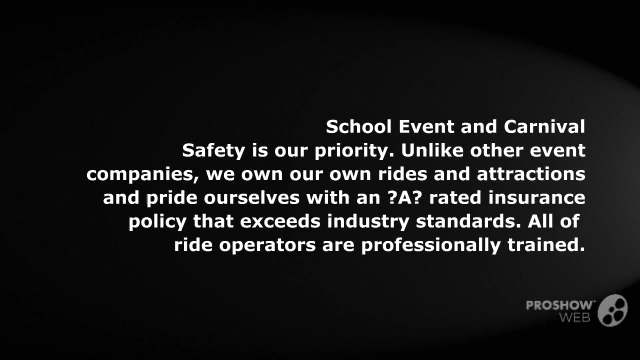 School Event and Carnival
Safety is our priority. Unlike other event
companies, we own our own rides and attractions
and pride ourselves with an ?A? rated insurance
policy that exceeds industry standards. All of
ride operators are professionally trained.
PROSHOW
WEB